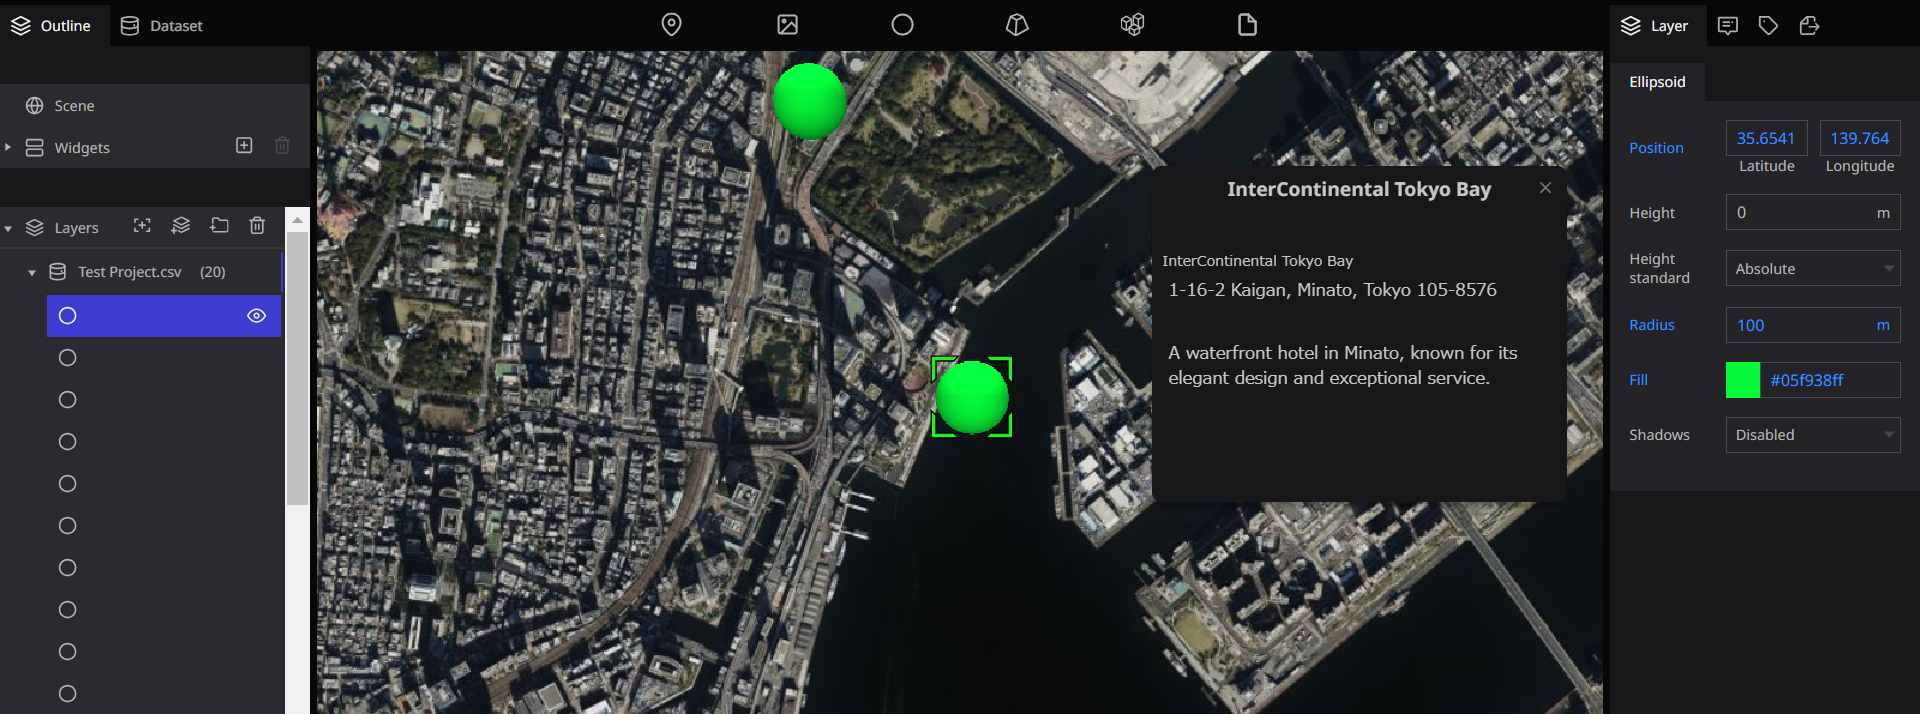 Outline
Dataset
Scene
Widgets
Layers
Test Project.csv (20)
InterContinental Tokyo Bay
InterContinental Tokyo Bay
1-16-2 Kaigan, Minato, Tokyo 105-8576
A waterfront hotel in Minato, known for its
elegant design and exceptional service.
Layer
Ellipsoid
Position
35.6541
139.764
Latitude
Longitude
Height
0 m
Height
standard
Absolute
Radius
100 m
Fill
#05f938ff
Shadows
Disabled